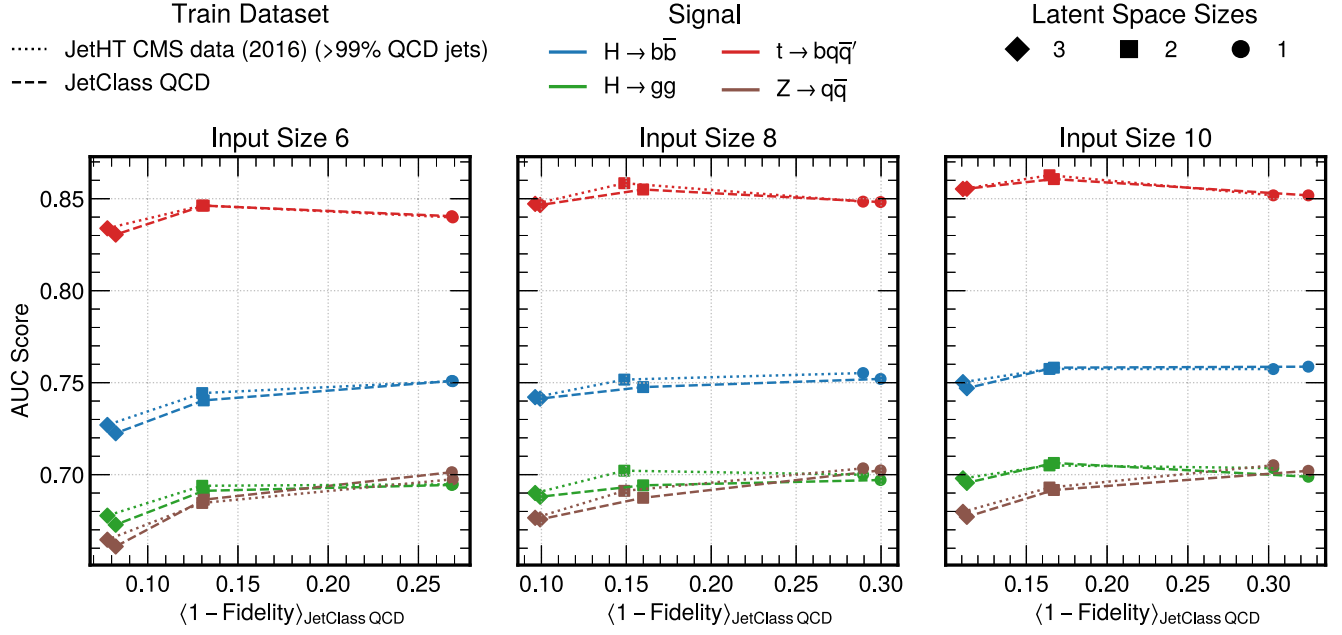 Train Dataset
JetHT CMS data (2016) (>99% QCD jets)
JetClass QCD
Signal
H → bb̅
H → gg
t → bqq̅′
Z → qq̅
Latent Space Sizes
3
2
1
AUC Score
0.85
0.80
0.75
0.70
Input Size 6
0.10 0.15 0.20 0.25
⟨1 − Fidelity⟩JetClass QCD
Input Size 8
0.10 0.15 0.20 0.25 0.30
⟨1 − Fidelity⟩JetClass QCD
Input Size 10
0.15 0.20 0.25 0.30
⟨1 − Fidelity⟩JetClass QCD